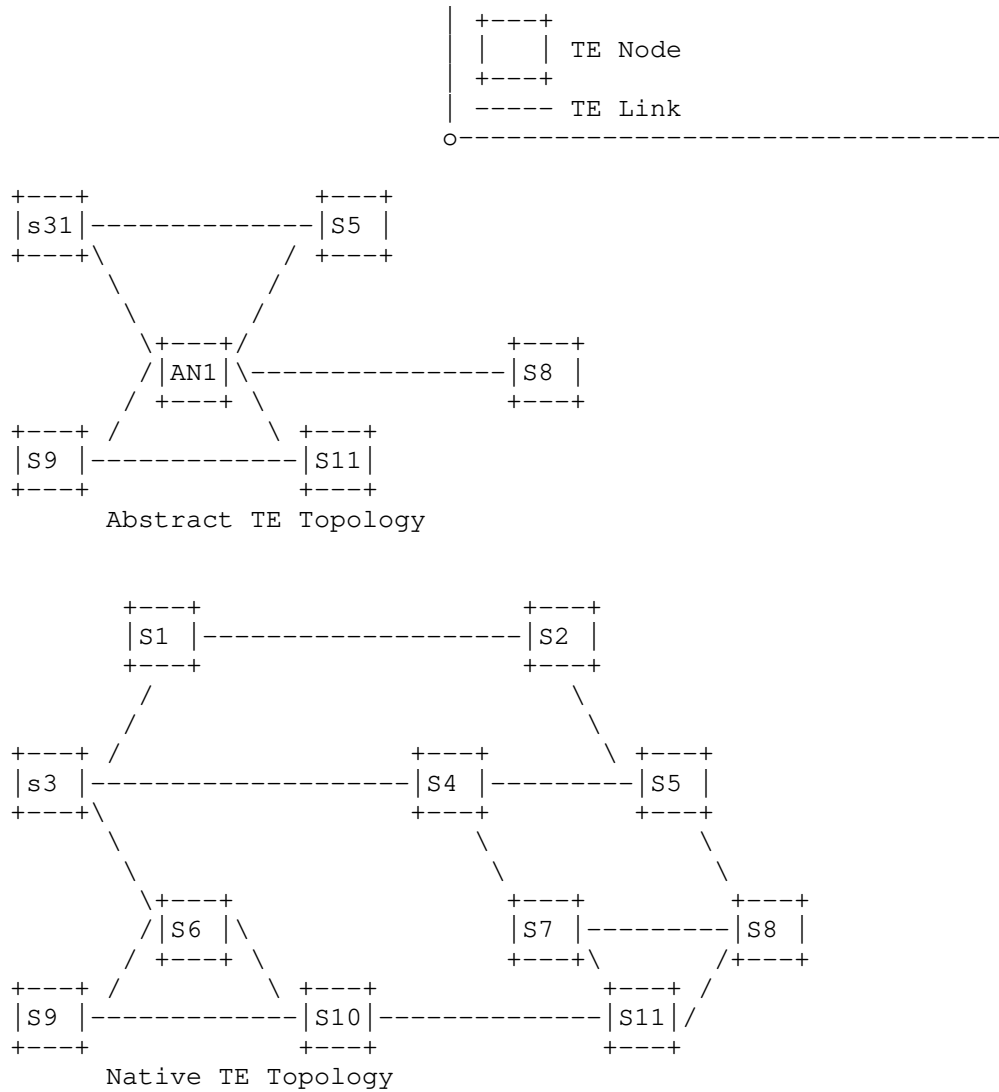 TE Node
TE Link
s31 S5
AN1 S8
S9 S11
Abstract TE Topology
S1 S2
s3 S4 S5
S6 S7 S8
S9 S10 S11
Native TE Topology